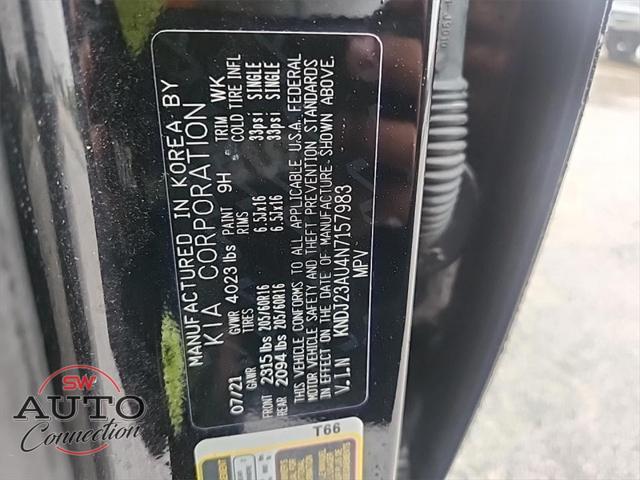 MANUFACTURED IN KOREA BY
KIA CORPORATION
07/21 GVWR 4023 lbs PAINT 9H TRIM WK
GAWR TIRES RIMS COLD TIRE INFL
FRONT 2315 lbs 205/60R16 6.5Jx16 33psi SINGLE
REAR 2094 lbs 205/60R16 6.5Jx16 33psi SINGLE
THIS VEHICLE CONFORMS TO ALL APPLICABLE U.S.A. FEDERAL
MOTOR VEHICLE SAFETY AND THEFT PREVENTION STANDARDS
IN EFFECT ON THE DATE OF MANUFACTURE SHOWN ABOVE.
V.I.N KNDJ23AU4N7157983
MPV
T66
SW
AUTO
Connection